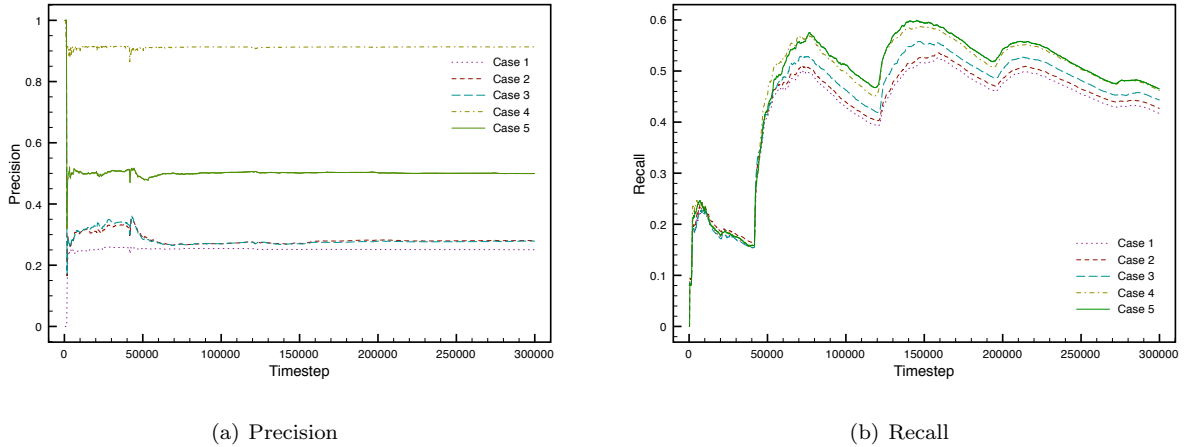 1
0.8
0.6
0.4
0.2
0
Precision
Case 1
Case 2
Case 3
Case 4
Case 5
0 50000 100000 150000 200000 250000 300000
Timestep
(a) Precision
0.6
0.5
0.4
0.3
0.2
0.1
0
Recall
Case 1
Case 2
Case 3
Case 4
Case 5
0 50000 100000 150000 200000 250000 300000
Timestep
(b) Recall